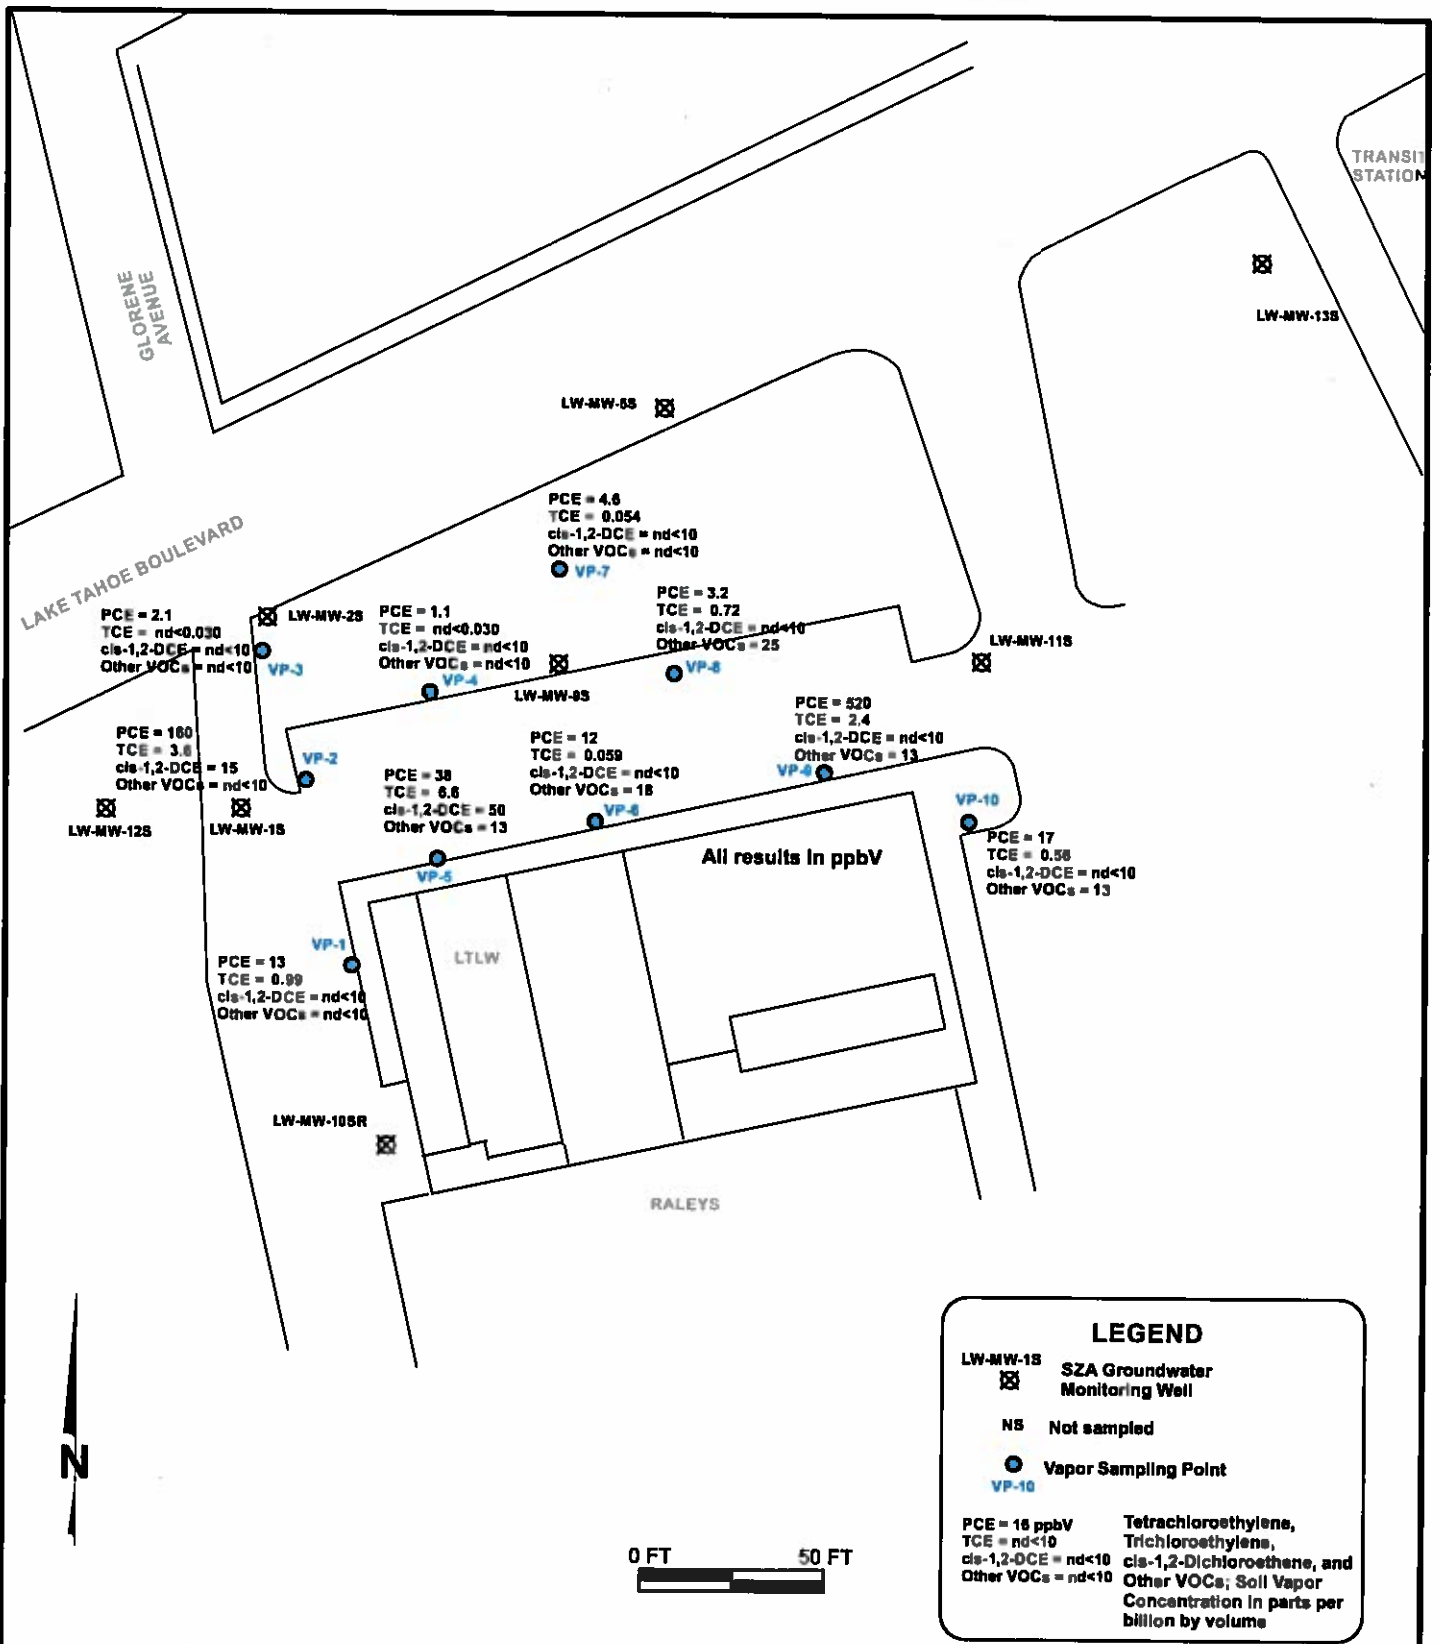 TRANSIT
STATION
GLORENE
AVENUE
LW-MW-13S
LW-MW-5S
LAKE TAHOE BOULEVARD
PCE = 4.6
TCE = 0.054
cis-1,2-DCE = nd<10
Other VOCs = nd<10
VP-7
PCE = 2.1
TCE = nd<0.030
cis-1,2-DCE = nd<10
Other VOCs = nd<10
VP-3
LW-MW-2S
PCE = 1.1
TCE = nd<0.030
cis-1,2-DCE = nd<10
Other VOCs = nd<10
VP-4
LW-MW-9S
PCE = 3.2
TCE = 0.72
cis-1,2-DCE = nd<10
Other VOCs = 25
VP-8
LW-MW-11S
PCE = 160
TCE = 3.6
cis-1,2-DCE = 15
Other VOCs = nd<10
VP-2
LW-MW-12S
LW-MW-1S
PCE = 38
TCE = 6.6
cis-1,2-DCE = 50
Other VOCs = 13
VP-5
PCE = 12
TCE = 0.059
cis-1,2-DCE = nd<10
Other VOCs = 18
VP-6
PCE = 520
TCE = 2.4
cis-1,2-DCE = nd<10
Other VOCs = 13
VP-9
VP-10
PCE = 17
TCE = 0.56
cis-1,2-DCE = nd<10
Other VOCs = 13
All results in ppbV
VP-1
PCE = 13
TCE = 0.99
cis-1,2-DCE = nd<10
Other VOCs = nd<10
LTLW
LW-MW-10SR
RALEYS
N
0 FT 50 FT
LEGEND
LW-MW-1S
SZA Groundwater
Monitoring Well
NS Not sampled
Vapor Sampling Point
VP-10
PCE = 16 ppbV
TCE = nd<10
cis-1,2-DCE = nd<10
Other VOCs = nd<10
Tetrachloroethylene,
Trichloroethylene,
cis-1,2-Dichloroethene, and
Other VOCs; Soil Vapor
Concentration in parts per
billion by volume